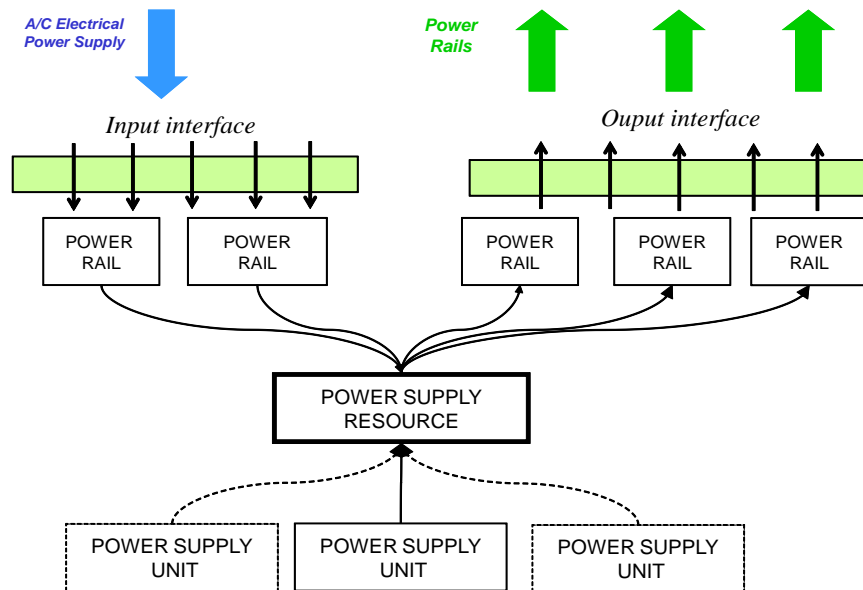 A/C Electrical
Power Supply
Power
Rails
Input interface
Ouput interface
POWER
RAIL
POWER
RAIL
POWER
RAIL
POWER
RAIL
POWER
RAIL
POWER SUPPLY
RESOURCE
POWER SUPPLY
UNIT
POWER SUPPLY
UNIT
POWER SUPPLY
UNIT